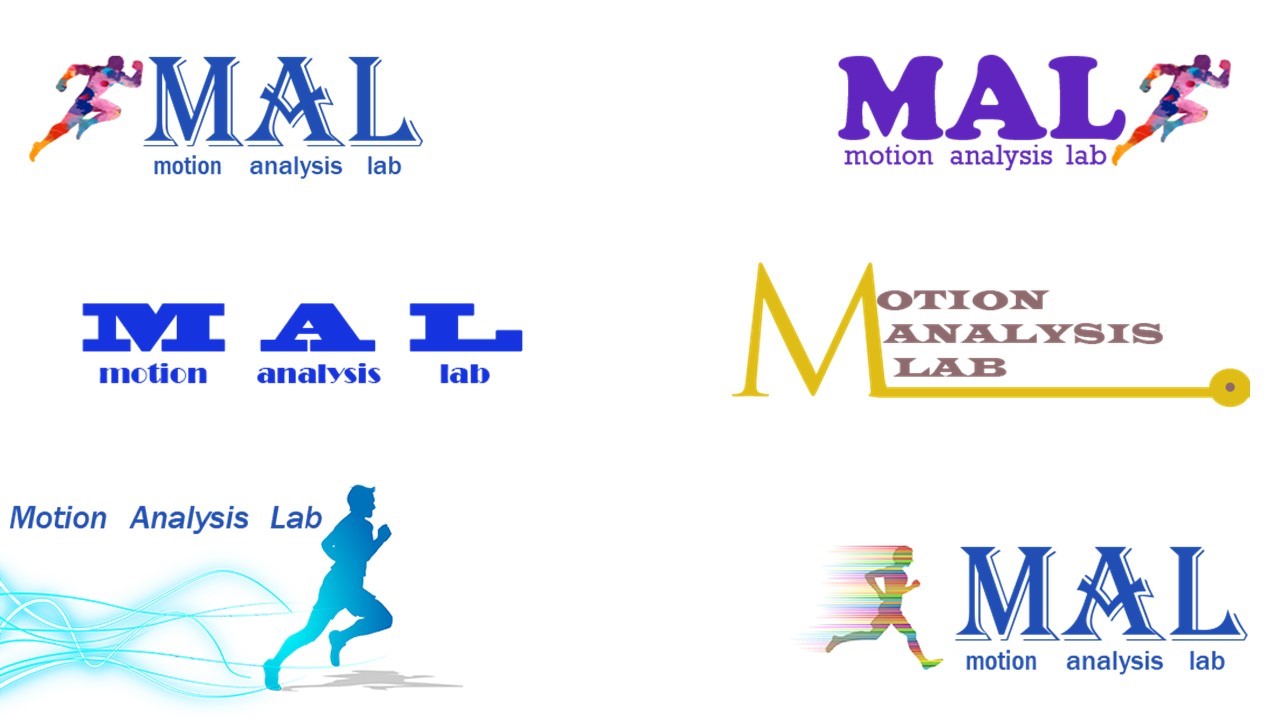 MAL
motion analysis lab
MAL
motion analysis lab
M A L
motion analysis lab
MOTION
ANALYSIS
LAB
Motion Analysis Lab
MAL
motion analysis lab